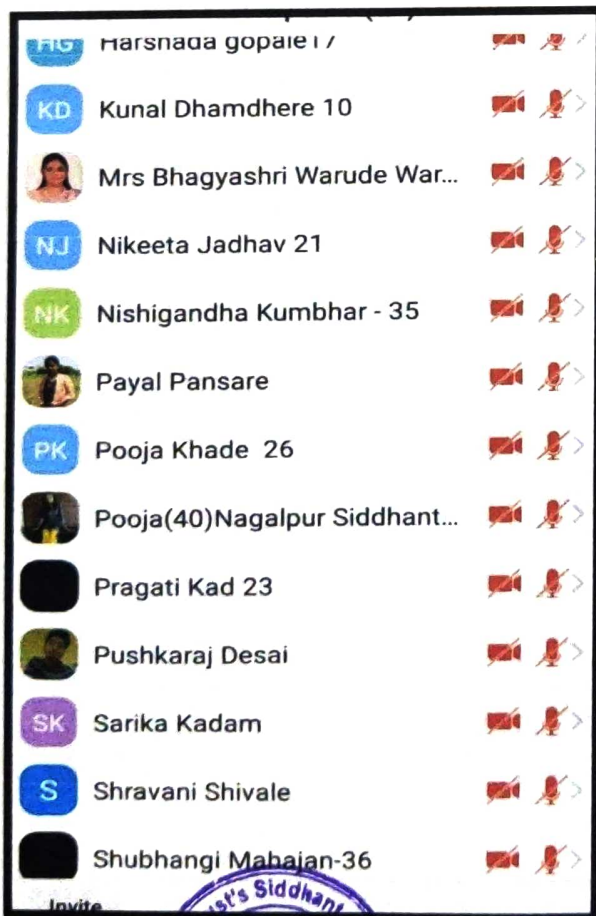 HG Harshada gopale17
KD Kunal Dhamdhere 10
Mrs Bhagyashri Warude War...
NJ Nikeeta Jadhav 21
NK Nishigandha Kumbhar - 35
Payal Pansare
PK Pooja Khade 26
Pooja(40)Nagalpur Siddhant...
Pragati Kad 23
Pushkaraj Desai
SK Sarika Kadam
S Shravani Shivale
Shubhangi Mahajan-36
Invite
ust's Siddhant